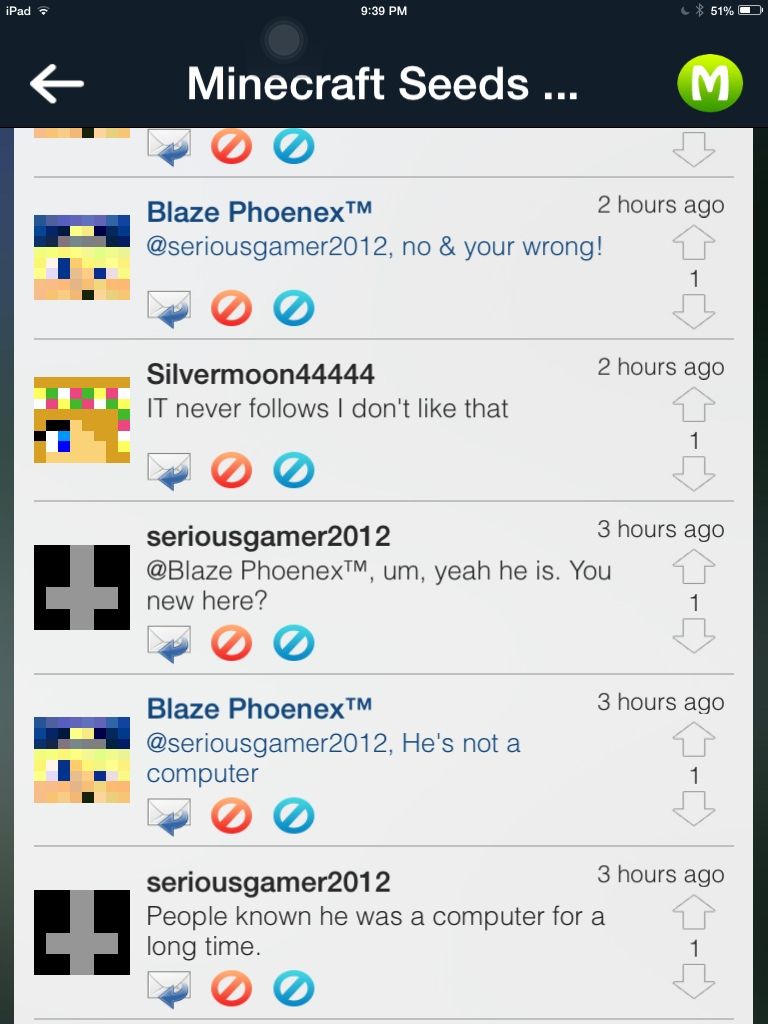 iPad 9:39 PM 51%
Minecraft Seeds ... M
Blaze Phoenex™ 2 hours ago
@seriousgamer2012, no & your wrong!
1
Silvermoon44444 2 hours ago
IT never follows I don't like that
1
seriousgamer2012 3 hours ago
@Blaze Phoenex™, um, yeah he is. You
new here?
1
Blaze Phoenex™ 3 hours ago
@seriousgamer2012, He's not a
computer
1
seriousgamer2012 3 hours ago
People known he was a computer for a
long time.
1